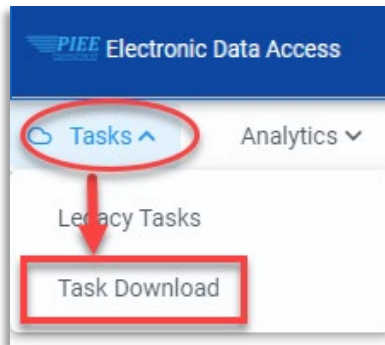 PIEE Electronic Data Access
Tasks Analytics
Legacy Tasks
Task Download